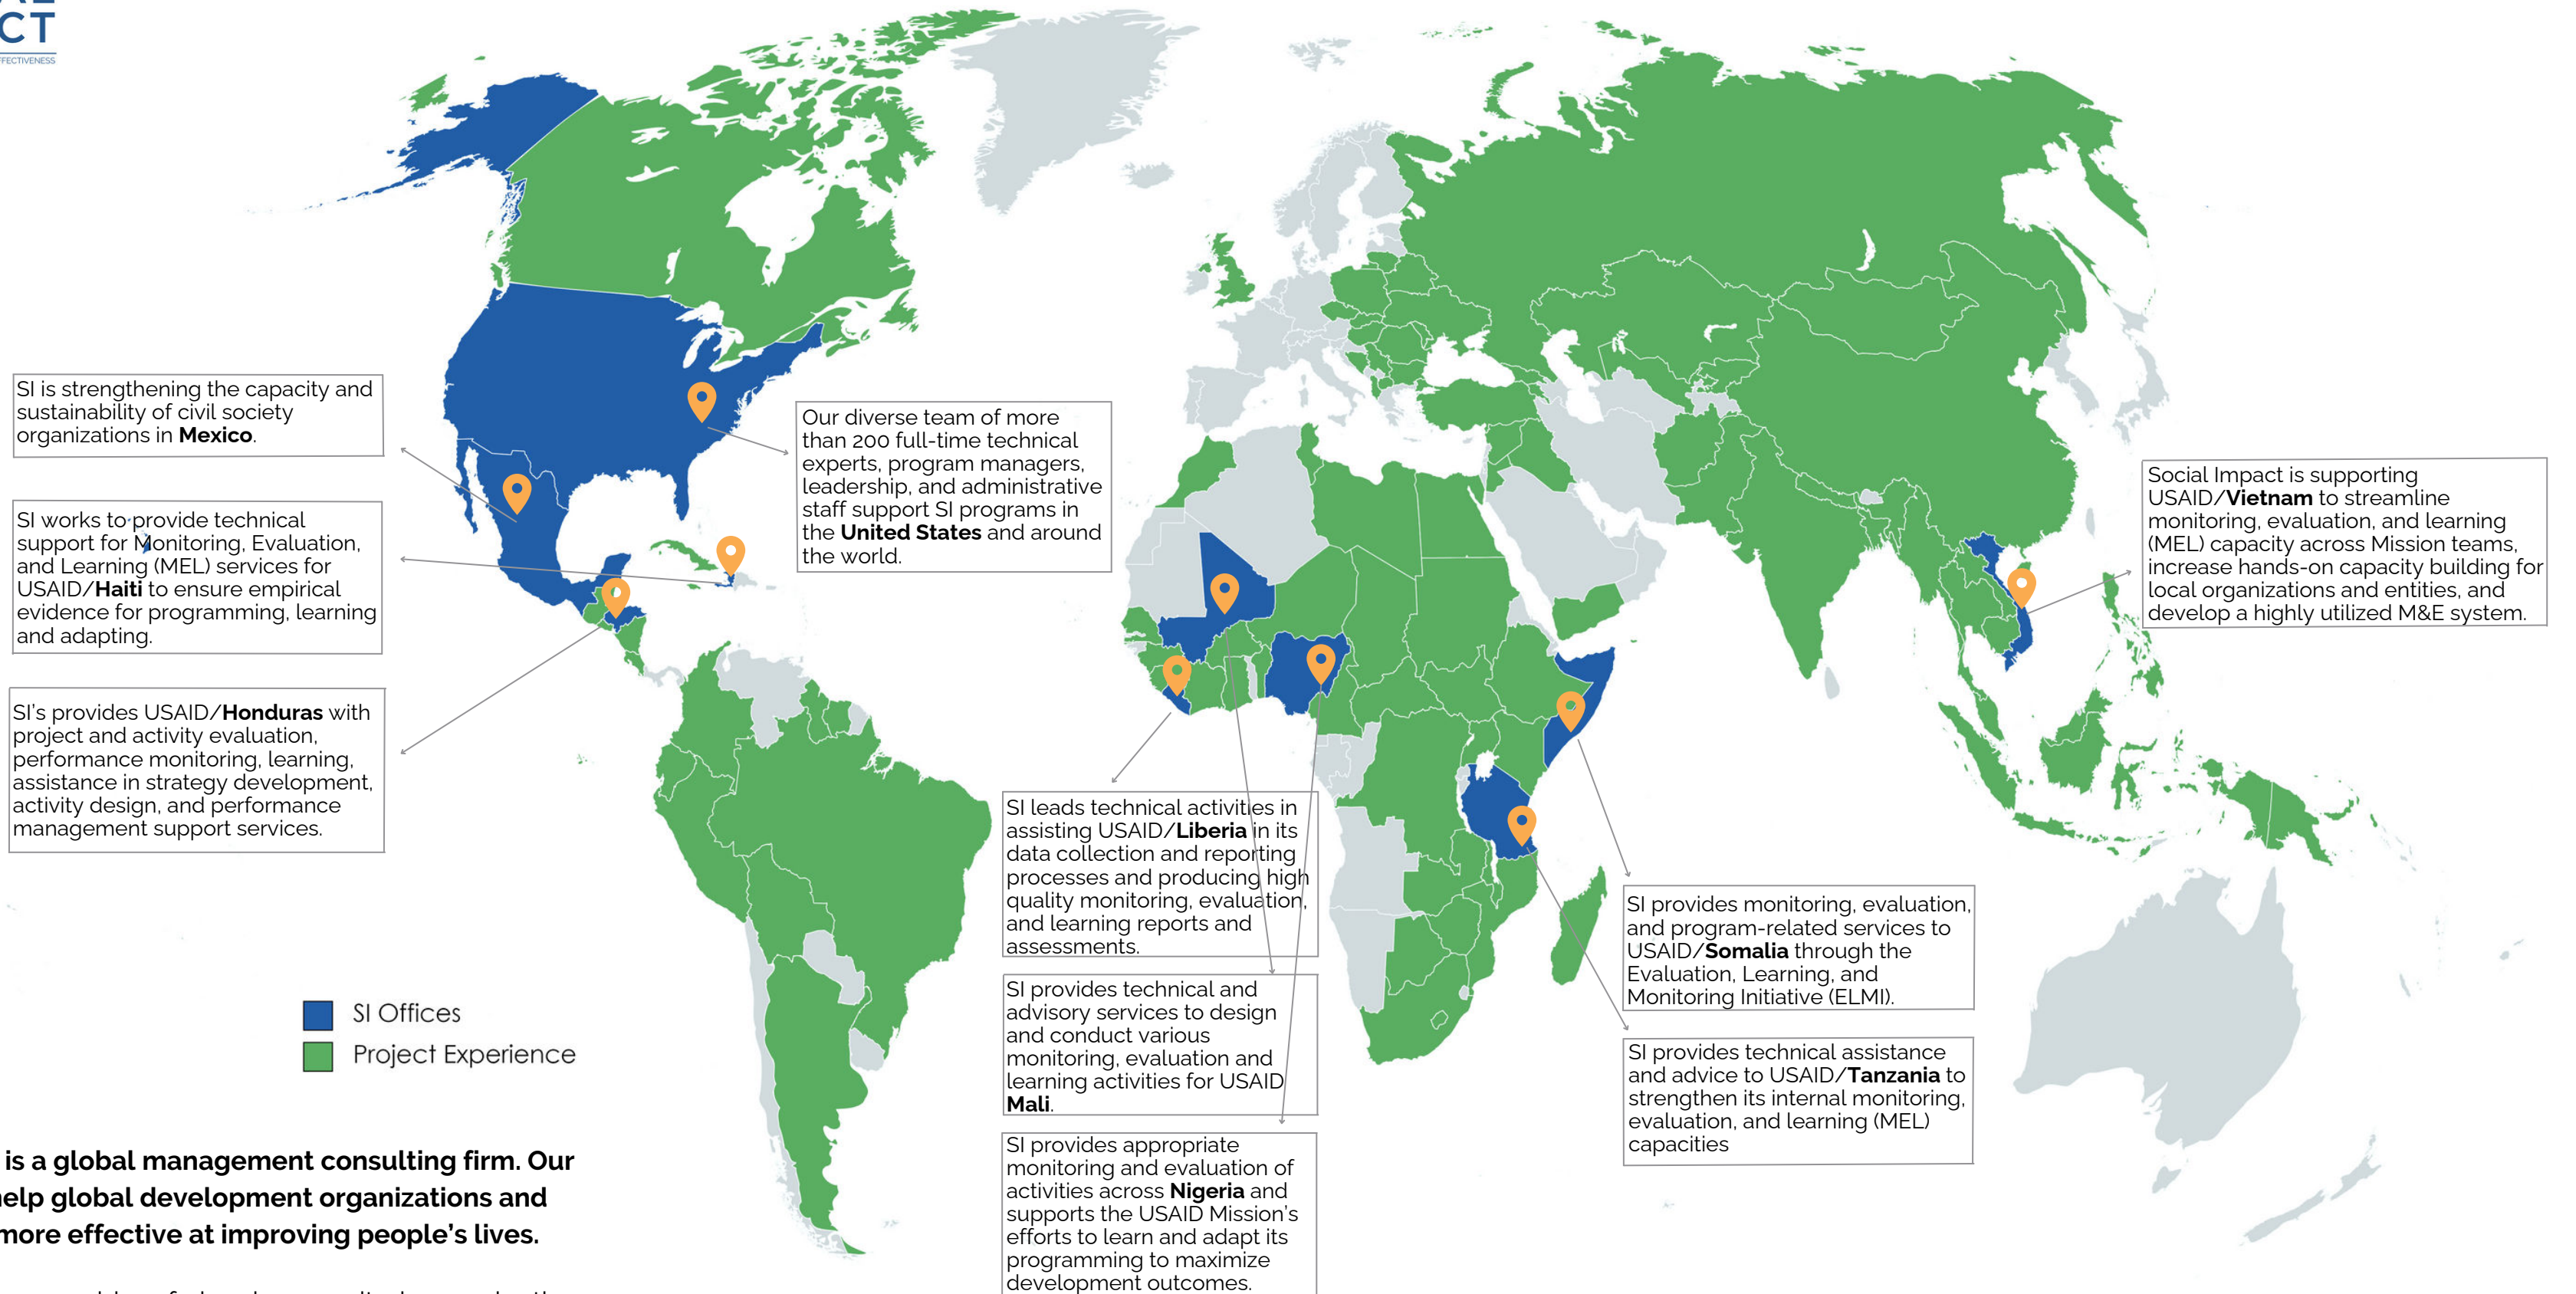 CT
EFFECTIVENESS
SI is strengthening the capacity and
sustainability of civil society
organizations in Mexico.
SI works to provide technical
support for Monitoring, Evaluation,
and Learning (MEL) services for
USAID/Haiti to ensure empirical
evidence for programming, learning
and adapting.
SI's provides USAID/Honduras with
project and activity evaluation,
performance monitoring, learning,
assistance in strategy development,
activity design, and performance
management support services.
Our diverse team of more
than 200 full-time technical
experts, program managers,
leadership, and administrative
staff support SI programs in
the United States and around
the world.
Social Impact is supporting
USAID/Vietnam to streamline
monitoring, evaluation, and learning
(MEL) capacity across Mission teams,
increase hands-on capacity building for
local organizations and entities, and
develop a highly utilized M&E system.
SI leads technical activities in
assisting USAID/Liberia in its
data collection and reporting
processes and producing high
quality monitoring, evaluation,
and learning reports and
assessments.
SI provides technical and
advisory services to design
and conduct various
monitoring, evaluation and
learning activities for USAID
Mali.
SI provides appropriate
monitoring and evaluation of
activities across Nigeria and
supports the USAID Mission's
efforts to learn and adapt its
programming to maximize
development outcomes.
SI provides monitoring, evaluation,
and program-related services to
USAID/Somalia through the
Evaluation, Learning, and
Monitoring Initiative (ELMI).
SI provides technical assistance
and advice to USAID/Tanzania to
strengthen its internal monitoring,
evaluation, and learning (MEL)
capacities
SI Offices
Project Experience
is a global management consulting firm. Our
help global development organizations and
more effective at improving people's lives.